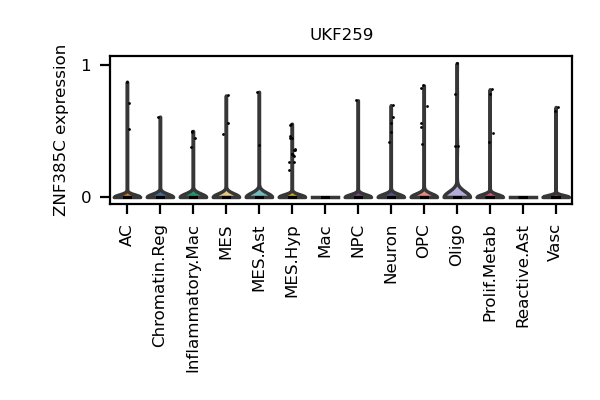 UKF259
ZNF385C expression
1
0
AC
Chromatin.Reg
Inflammatory.Mac
MES
MES.Ast
MES.Hyp
Mac
NPC
Neuron
OPC
Oligo
Prolif.Metab
Reactive.Ast
Vasc